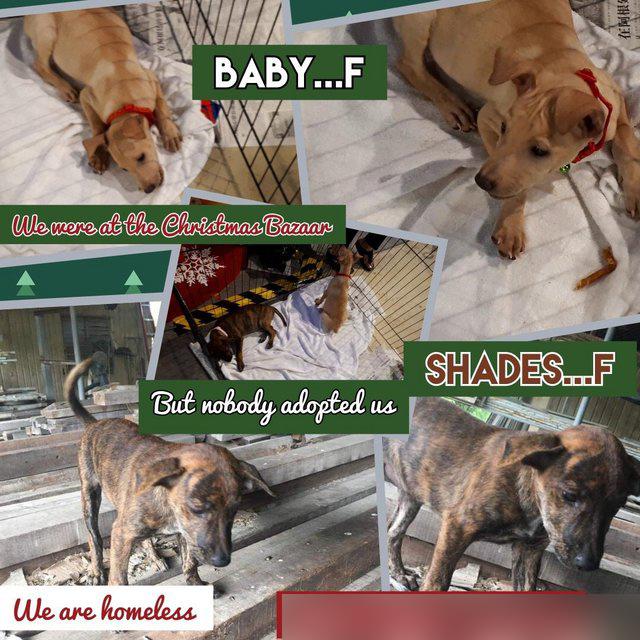 BABY...F
We were at the Christmas Bazaar
SHADES...F
But nobody adopted us
We are homeless